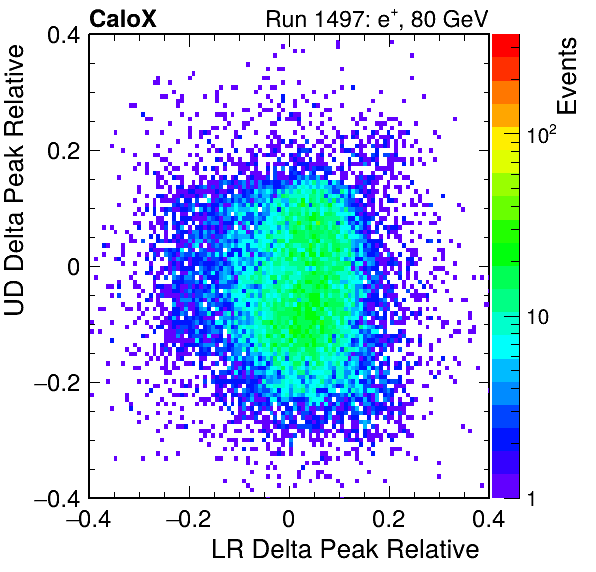 CaloX Run 1497: e⁺, 80 GeV
UD Delta Peak Relative
0.4
0.2
0
−0.2
−0.4
−0.4 −0.2 0 0.2 0.4
LR Delta Peak Relative
Events
10²
10
1